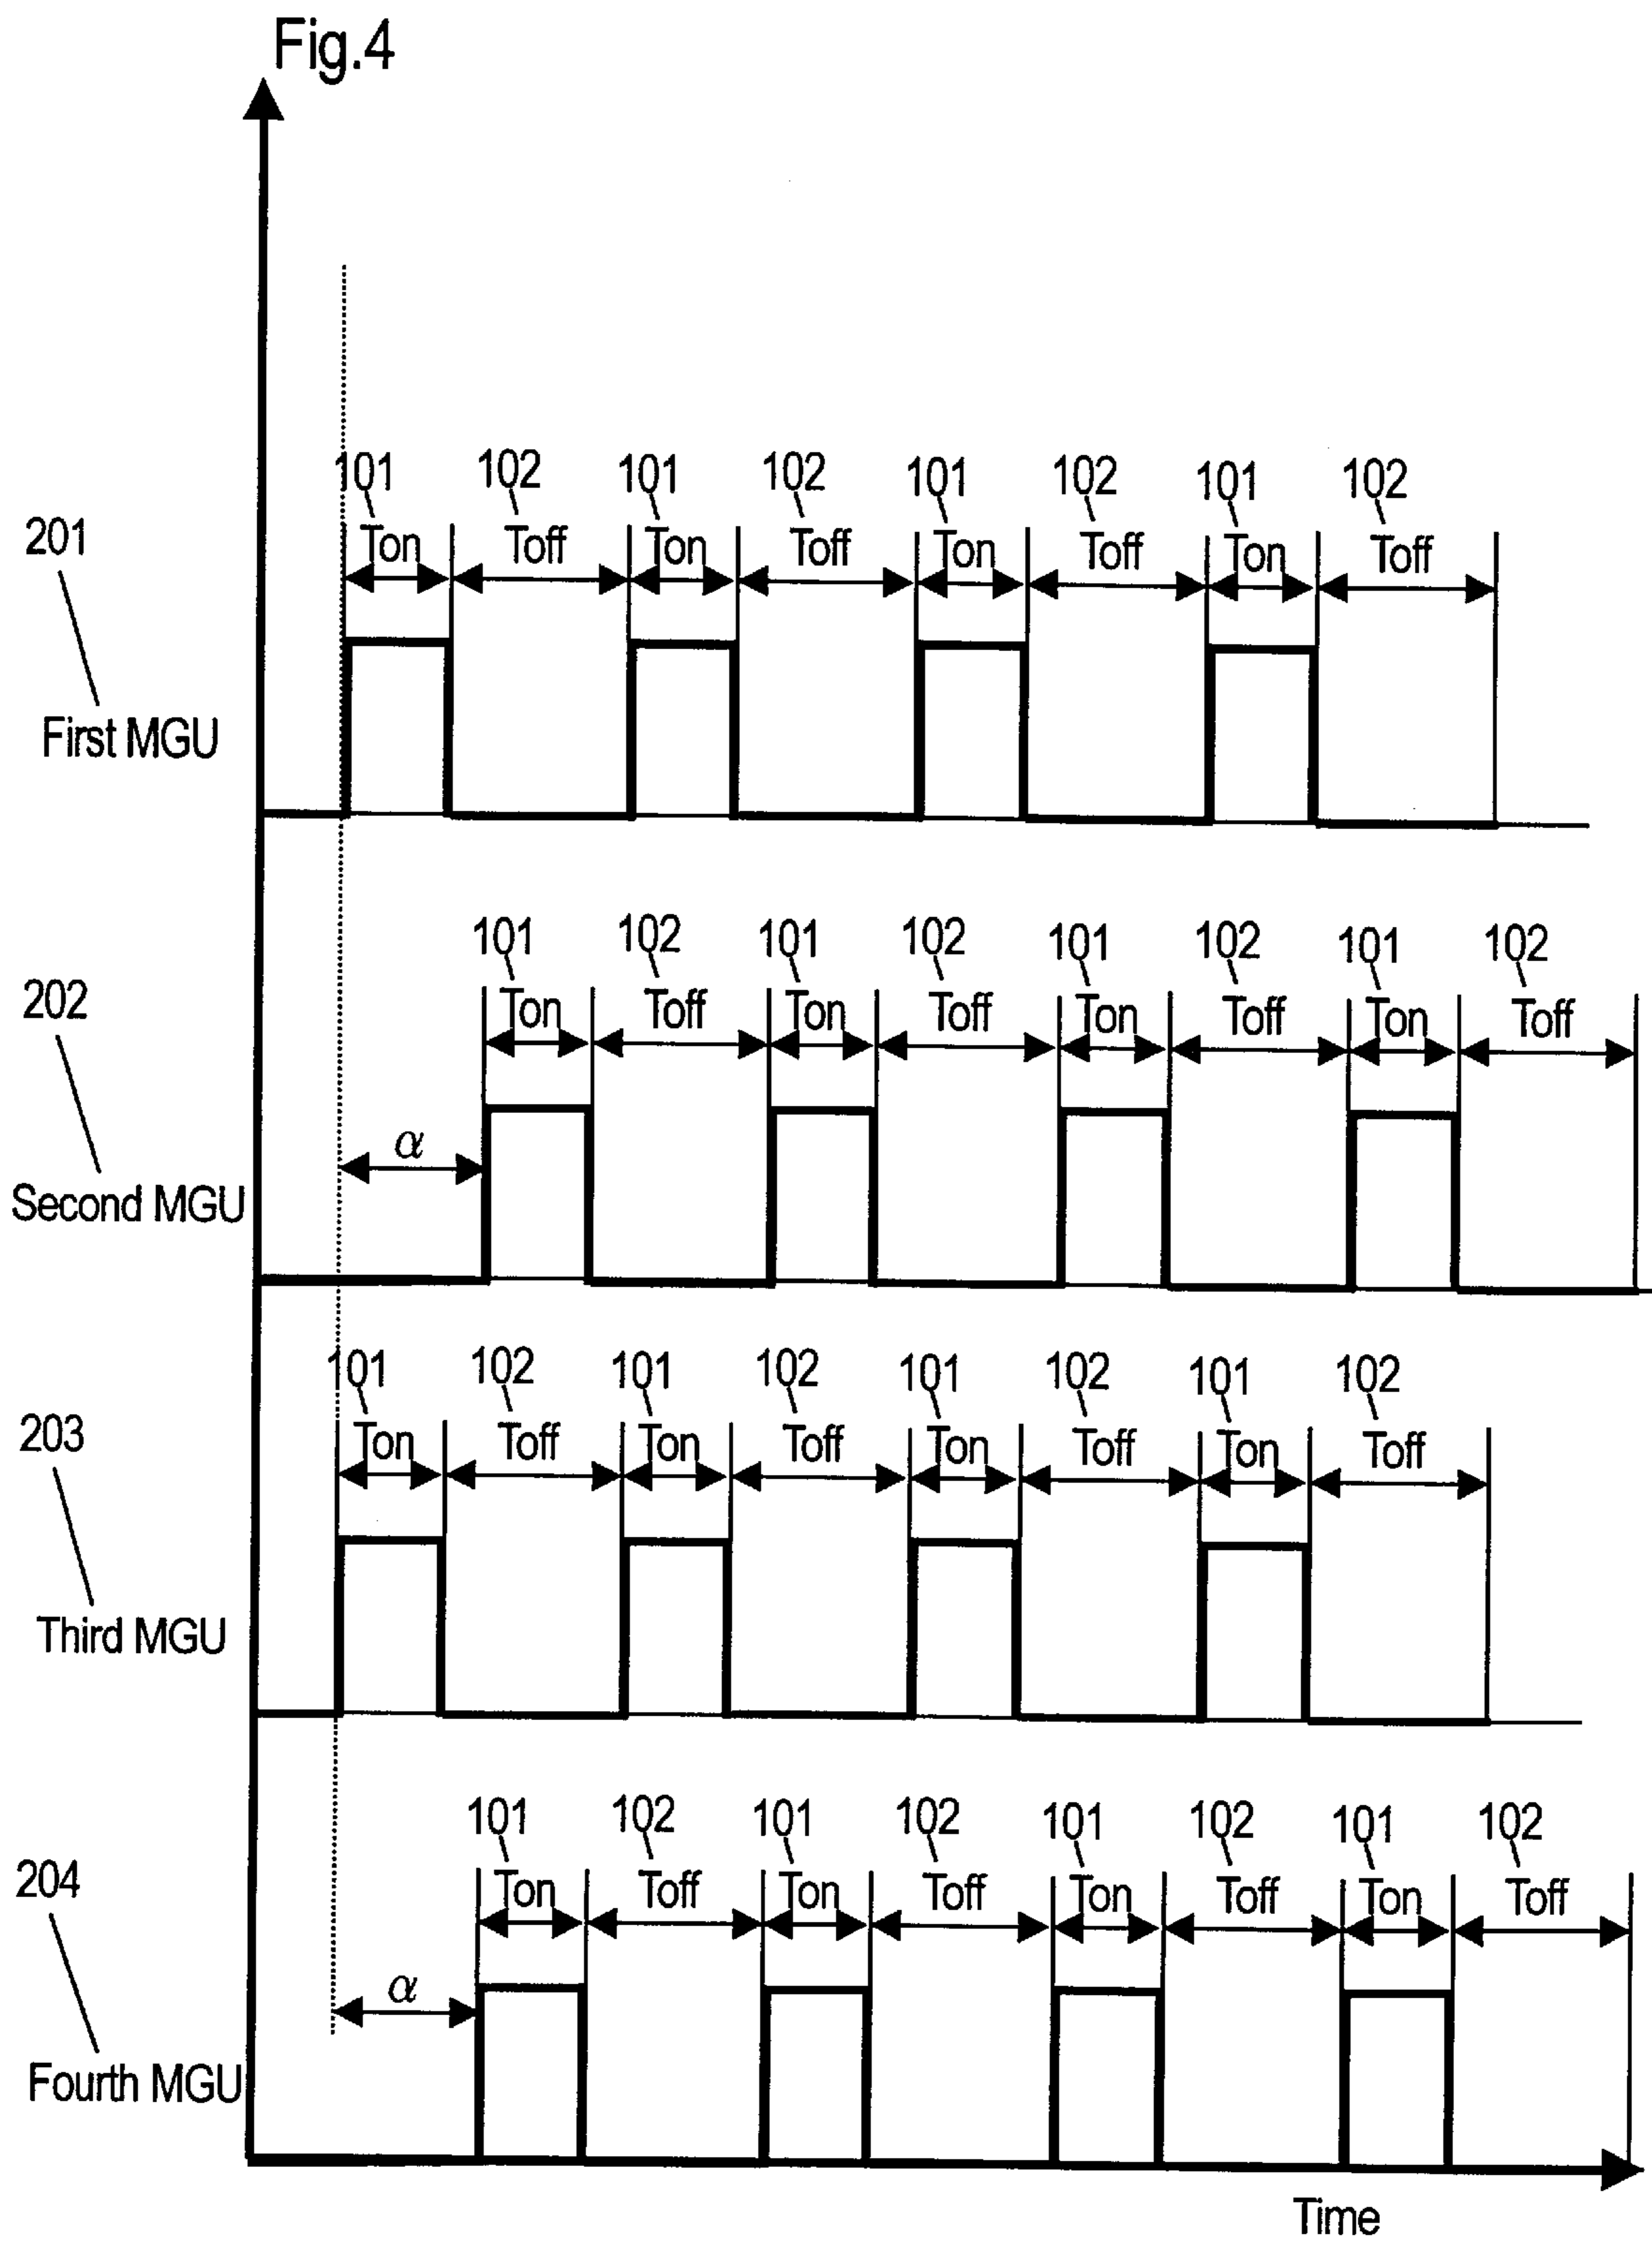 Fig.4
101 102 101 102 101 102 101 102
201 Ton Toff Ton Toff Ton Toff Ton Toff
First MGU
101 102 101 102 101 102 101 102
202 Ton Toff Ton Toff Ton Toff Ton Toff
α
Second MGU
101 102 101 102 101 102 101 102
203 Ton Toff Ton Toff Ton Toff Ton Toff
Third MGU
101 102 101 102 101 102 101 102
204 Ton Toff Ton Toff Ton Toff Ton Toff
α
Fourth MGU
Time